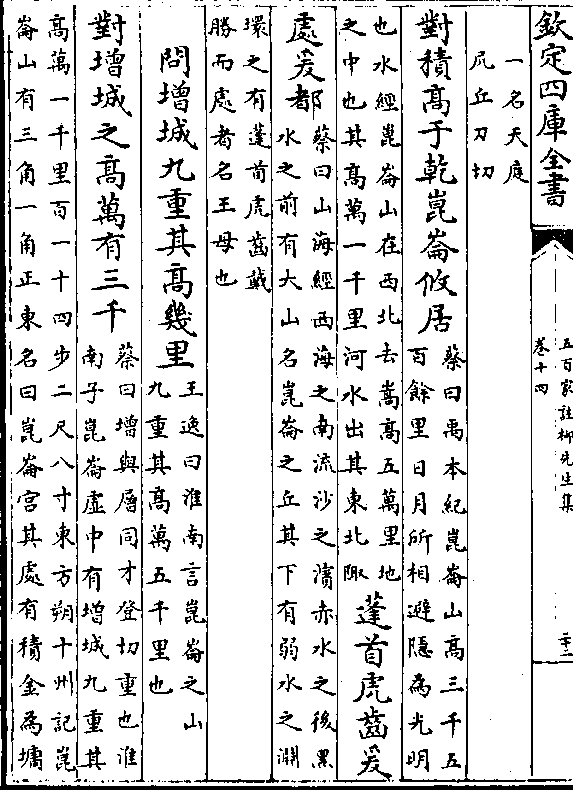 欽定四庫全書
五百家註柳先生集
卷十四
二十二
一名天庭
凥丘刀切
對積高于乾崑崙攸居
蔡曰禹本紀崑崙山高三千五
百餘里日月所相避隱為光明
也水經崑崙山在西北去嵩高五萬里地
之中也其高萬一千里河水出其東北陬
蓬首虎齒爰
處爰都
蔡曰山海經西海之南流沙之濱赤水之後黑
水之前有大山名崑崙之丘其下有弱水之淵
環之有蓬首虎齒戴
勝而處者名王母也
問增城九重其高幾里
王逸曰淮南言崑崙之山
九重其高萬五千里也
對增城之高萬有三千
蔡曰增與層同才登切重也淮
南子崑崙虛中有增城九重其
高萬一千里百一十四步二尺八寸東方朔十州記崑
崙山有三角一角正東名曰崑崙宮其處有積金為墉